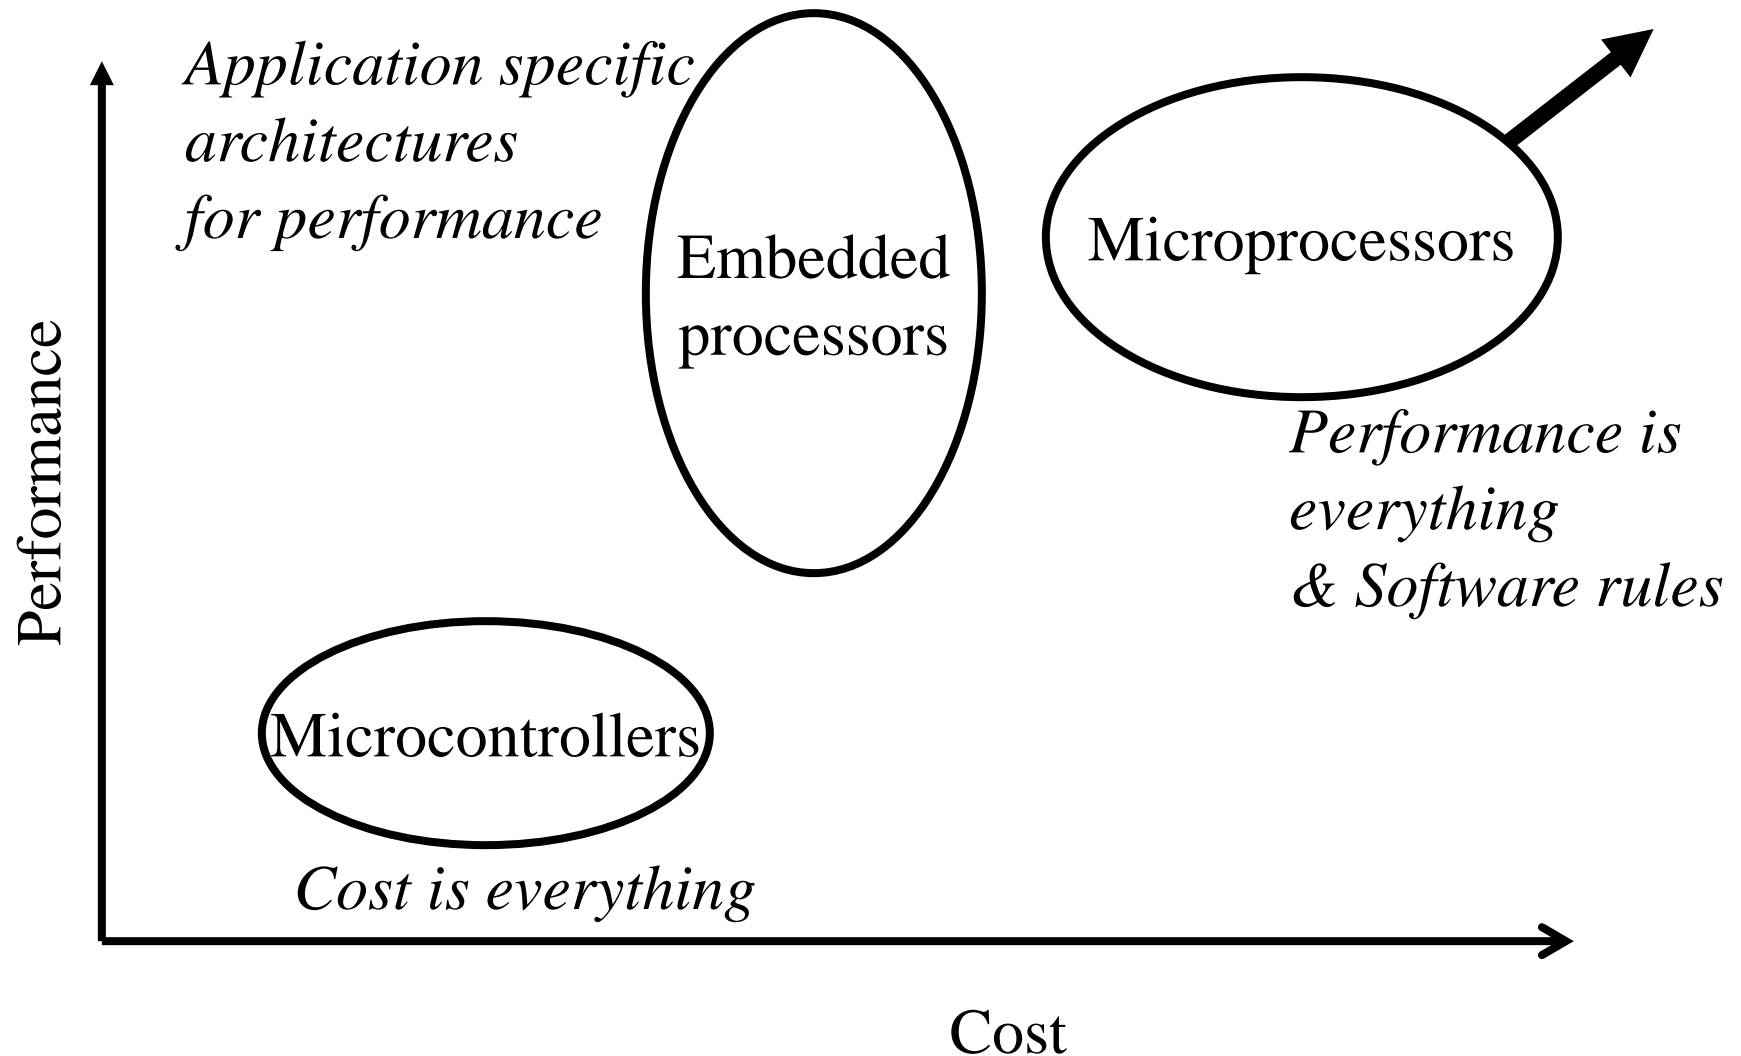 Application specific
architectures
for performance
Embedded
processors
Microprocessors
Performance is
everything
& Software rules
Performance
Microcontrollers
Cost is everything
Cost